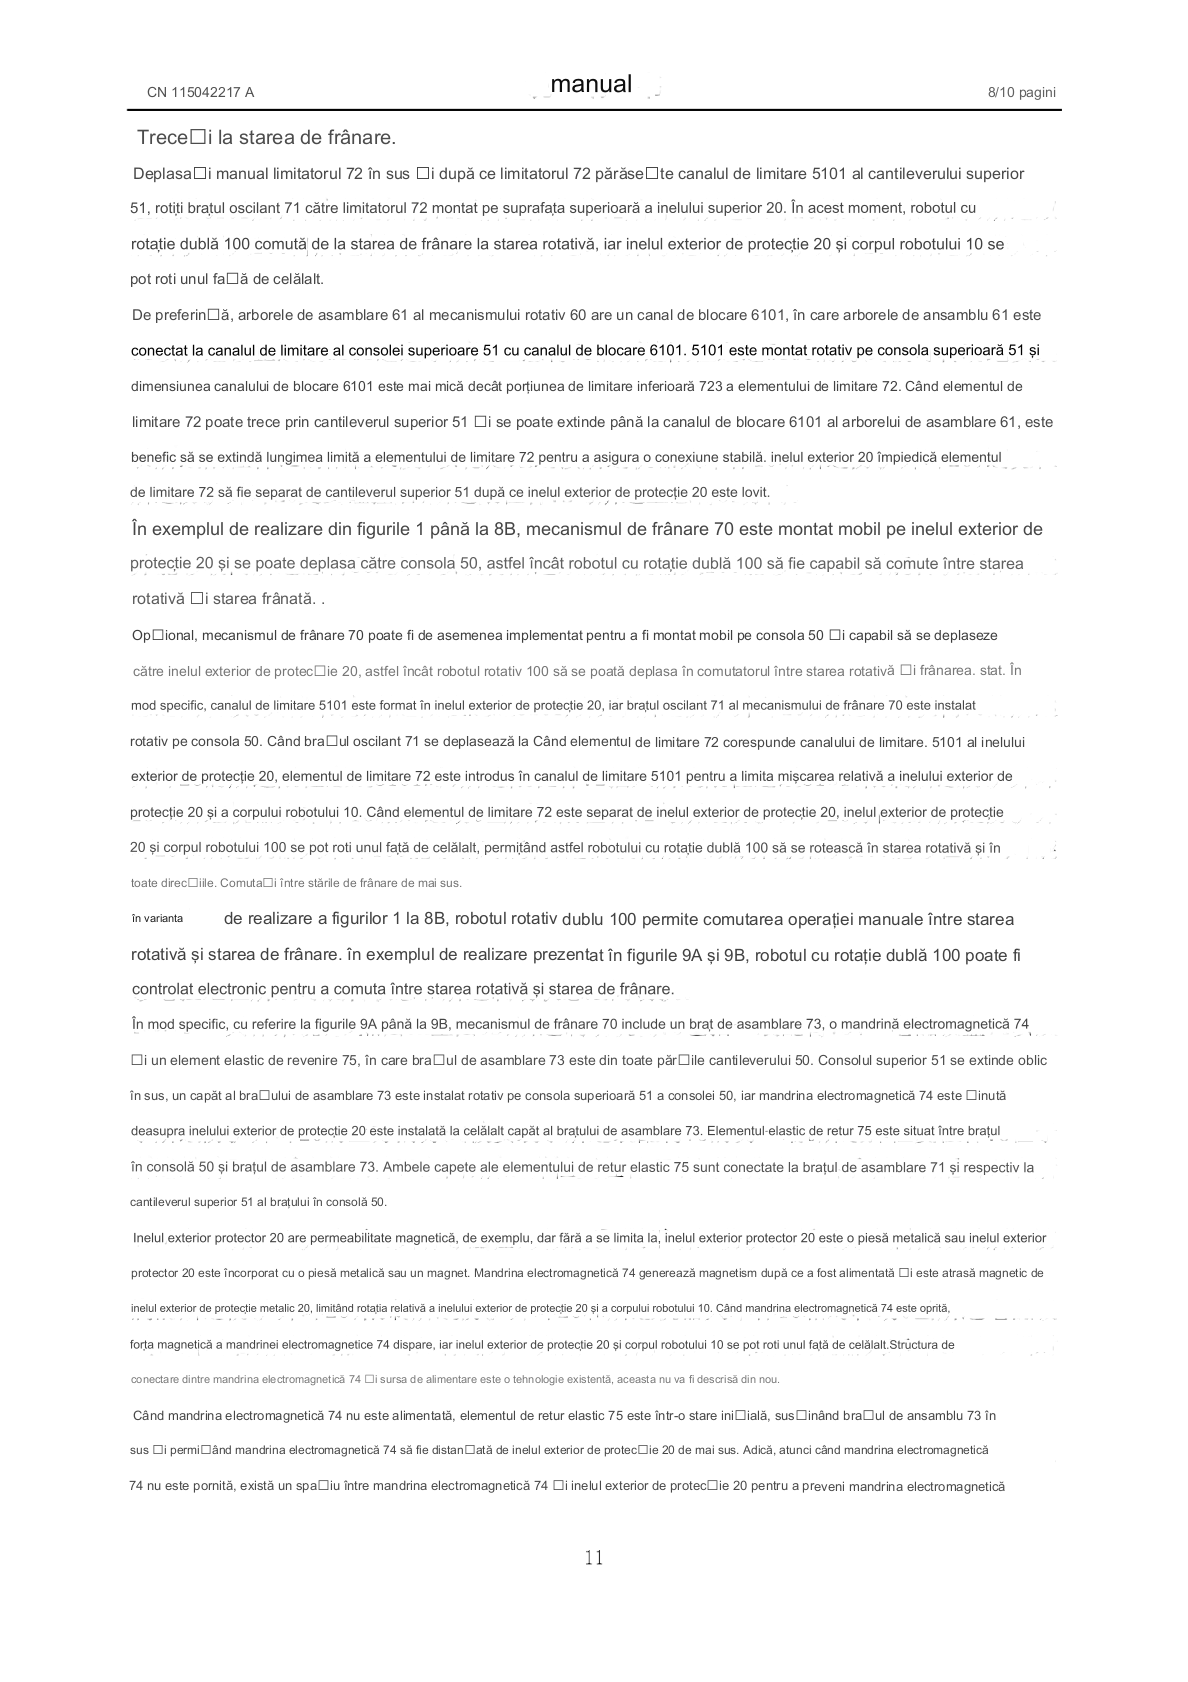 CN 115042217 A
manual
8/10 pagini
Trece□i la starea de frânare.
Deplasa□i manual limitatorul 72 în sus □i după ce limitatorul 72 părăse□te canalul de limitare 5101 al cantileverului superior
51, rotiți brațul oscilant 71 către limitatorul 72 montat pe suprafața superioară a inelului superior 20. În acest moment, robotul cu
rotație dublă 100 comută de la starea de frânare la starea rotativă, iar inelul exterior de protecție 20 și corpul robotului 10 se
pot roti unul fa□ă de celălalt.
De preferin□ă, arborele de asamblare 61 al mecanismului rotativ 60 are un canal de blocare 6101, în care arborele de ansamblu 61 este
conectat la canalul de limitare al consolei superioare 51 cu canalul de blocare 6101. 5101 este montat rotativ pe consola superioară 51 și
dimensiunea canalului de blocare 6101 este mai mică decât porțiunea de limitare inferioară 723 a elementului de limitare 72. Când elementul de
limitare 72 poate trece prin cantileverul superior 51 □i se poate extinde până la canalul de blocare 6101 al arborelui de asamblare 61, este
benefic să se extindă lungimea limită a elementului de limitare 72 pentru a asigura o conexiune stabilă. inelul exterior 20 împiedică elementul
de limitare 72 să fie separat de cantileverul superior 51 după ce inelul exterior de protecție 20 este lovit.
În exemplul de realizare din figurile 1 până la 8B, mecanismul de frânare 70 este montat mobil pe inelul exterior de
protecție 20 și se poate deplasa către consola 50, astfel încât robotul cu rotație dublă 100 să fie capabil să comute între starea
rotativă □i starea frânată. .
Op□ional, mecanismul de frânare 70 poate fi de asemenea implementat pentru a fi montat mobil pe consola 50 □i capabil să se deplaseze
către inelul exterior de protec□ie 20, astfel încât robotul rotativ 100 să se poată deplasa în comutatorul între starea rotativă □i frânarea. stat. În
mod specific, canalul de limitare 5101 este format în inelul exterior de protecție 20, iar brațul oscilant 71 al mecanismului de frânare 70 este instalat
rotativ pe consola 50. Când bra□ul oscilant 71 se deplasează la Când elementul de limitare 72 corespunde canalului de limitare. 5101 al inelului
exterior de protecție 20, elementul de limitare 72 este introdus în canalul de limitare 5101 pentru a limita mișcarea relativă a inelului exterior de
protecție 20 și a corpului robotului 10. Când elementul de limitare 72 este separat de inelul exterior de protecție 20, inelul exterior de protecție
20 și corpul robotului 100 se pot roti unul față de celălalt, permițând astfel robotului cu rotație dublă 100 să se rotească în starea rotativă și în
toate direc□iile. Comuta□i între stările de frânare de mai sus.
în varianta de realizare a figurilor 1 la 8B, robotul rotativ dublu 100 permite comutarea operației manuale între starea
rotativă și starea de frânare. în exemplul de realizare prezentat în figurile 9A și 9B, robotul cu rotație dublă 100 poate fi
controlat electronic pentru a comuta între starea rotativă și starea de frânare.
În mod specific, cu referire la figurile 9A până la 9B, mecanismul de frânare 70 include un braț de asamblare 73, o mandrină electromagnetică 74
□i un element elastic de revenire 75, în care bra□ul de asamblare 73 este din toate păr□ile cantileverului 50. Consolul superior 51 se extinde oblic
în sus, un capăt al bra□ului de asamblare 73 este instalat rotativ pe consola superioară 51 a consolei 50, iar mandrina electromagnetică 74 este □inută
deasupra inelului exterior de protecție 20 este instalată la celălalt capăt al brațului de asamblare 73. Elementul elastic de retur 75 este situat între brațul
în consolă 50 și brațul de asamblare 73. Ambele capete ale elementului de retur elastic 75 sunt conectate la brațul de asamblare 71 și respectiv la
cantileverul superior 51 al brațului în consolă 50.
Inelul exterior protector 20 are permeabilitate magnetică, de exemplu, dar fără a se limita la, inelul exterior protector 20 este o piesă metalică sau inelul exterior
protector 20 este încorporat cu o piesă metalică sau un magnet. Mandrina electromagnetică 74 generează magnetism după ce a fost alimentată □i este atrasă magnetic de
inelul exterior de protecție metalic 20, limitând rotația relativă a inelului exterior de protecție 20 și a corpului robotului 10. Când mandrina electromagnetică 74 este oprită,
forța magnetică a mandrinei electromagnetice 74 dispare, iar inelul exterior de protecție 20 și corpul robotului 10 se pot roti unul față de celălalt.Structura de
conectare dintre mandrina electromagnetică 74 □i sursa de alimentare este o tehnologie existentă, aceasta nu va fi descrisă din nou.
Când mandrina electromagnetică 74 nu este alimentată, elementul de retur elastic 75 este într-o stare ini□ială, sus□inând bra□ul de ansamblu 73 în
sus □i permi□ând mandrina electromagnetică 74 să fie distan□ată de inelul exterior de protec□ie 20 de mai sus. Adică, atunci când mandrina electromagnetică
74 nu este pornită, există un spa□iu între mandrina electromagnetică 74 □i inelul exterior de protec□ie 20 pentru a preveni mandrina electromagnetică
11